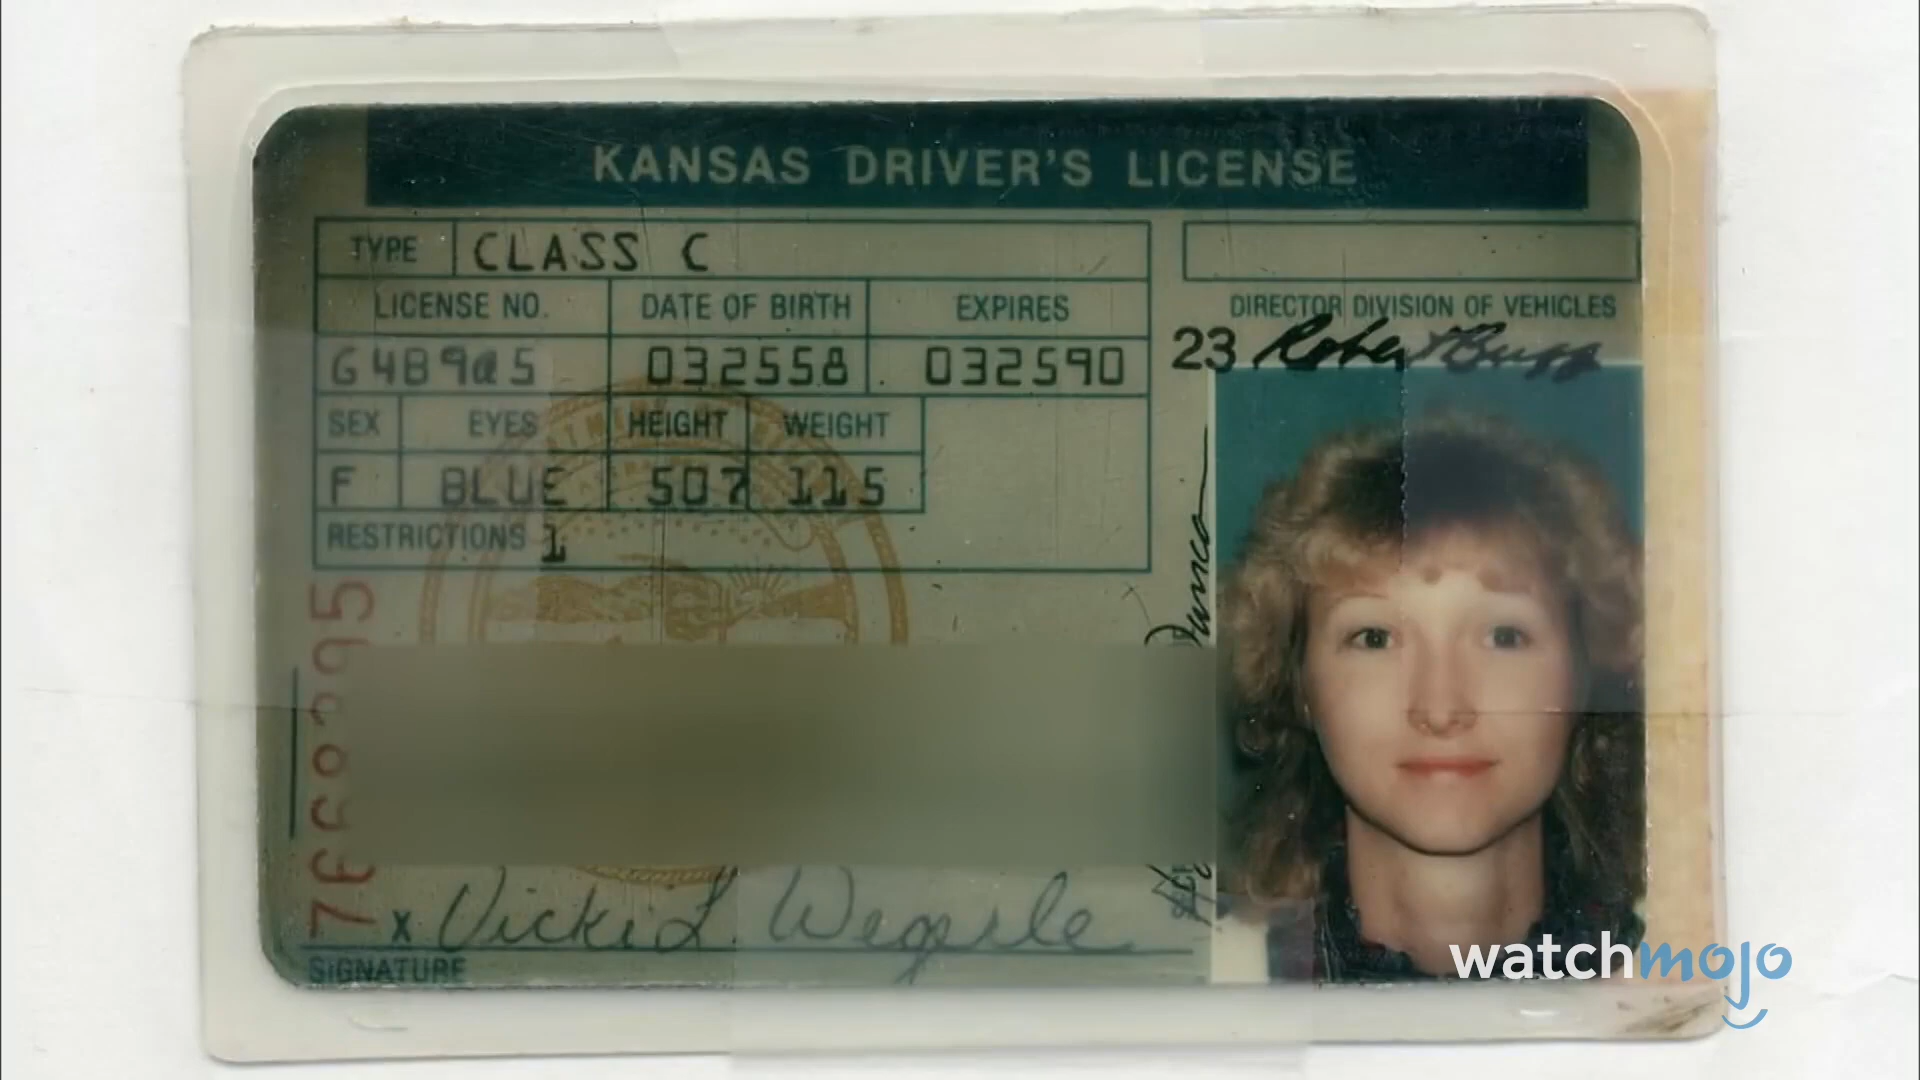 KANSAS DRIVER'S LICENSE
TYPE CLASS C
LICENSE NO. DATE OF BIRTH EXPIRES
032558 032590
DIRECTOR DIVISION OF VEHICLES
23
SEX EYES HEIGHT WEIGHT
F BLUE 507 115
RESTRICTIONS 1
X Vicki L. Wegerle
SIGNATURE
watchmojo